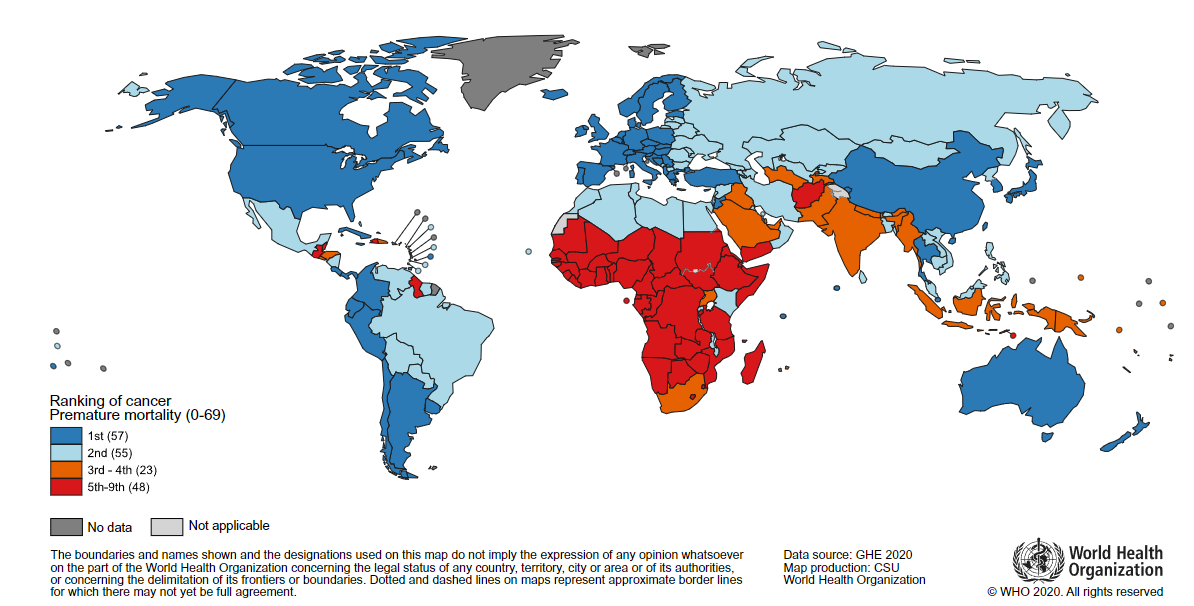 Ranking of cancer
Premature mortality (0-69)
1st (57)
2nd (55)
3rd - 4th (23)
5th-9th (48)
No data
Not applicable
The boundaries and names shown and the designations used on this map do not imply the expression of any opinion whatsoever
on the part of the World Health Organization concerning the legal status of any country, territory, city or area or of its authorities,
or concerning the delimitation of its frontiers or boundaries. Dotted and dashed lines on maps represent approximate border lines
for which there may not yet be full agreement.
Data source: GHE 2020
Map production: CSU
World Health Organization
World Health
Organization
© WHO 2020. All rights reserved